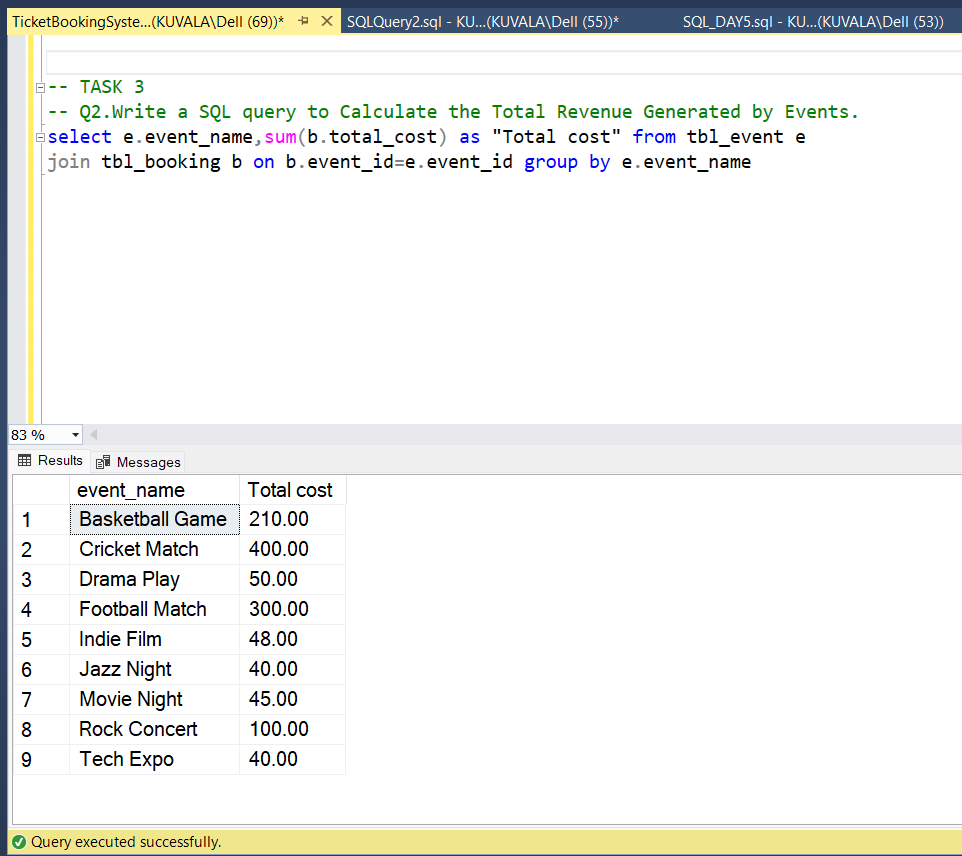 TicketBookingSyste...(KUVALA\Dell (69))* SQLQuery2.sql - KU...(KUVALA\Dell (55))* SQL_DAY5.sql - KU...(KUVALA\Dell (53))
-- TASK 3
-- Q2.Write a SQL query to Calculate the Total Revenue Generated by Events.
select e.event_name,sum(b.total_cost) as "Total cost" from tbl_event e
join tbl_booking b on b.event_id=e.event_id group by e.event_name
83 %
Results Messages
event_name Total cost
1 Basketball Game 210.00
2 Cricket Match 400.00
3 Drama Play 50.00
4 Football Match 300.00
5 Indie Film 48.00
6 Jazz Night 40.00
7 Movie Night 45.00
8 Rock Concert 100.00
9 Tech Expo 40.00
Query executed successfully.